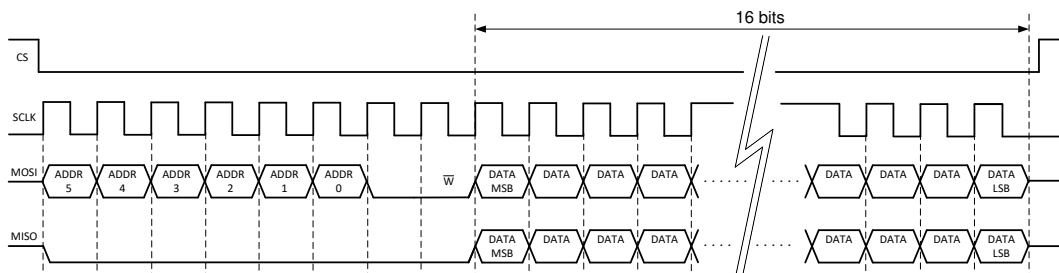 16 bits
CS
SCLK
MOSI ADDR 5 ADDR 4 ADDR 3 ADDR 2 ADDR 1 ADDR 0 W̅ DATA MSB DATA DATA DATA DATA DATA DATA DATA LSB
MISO DATA MSB DATA DATA DATA DATA DATA DATA DATA LSB